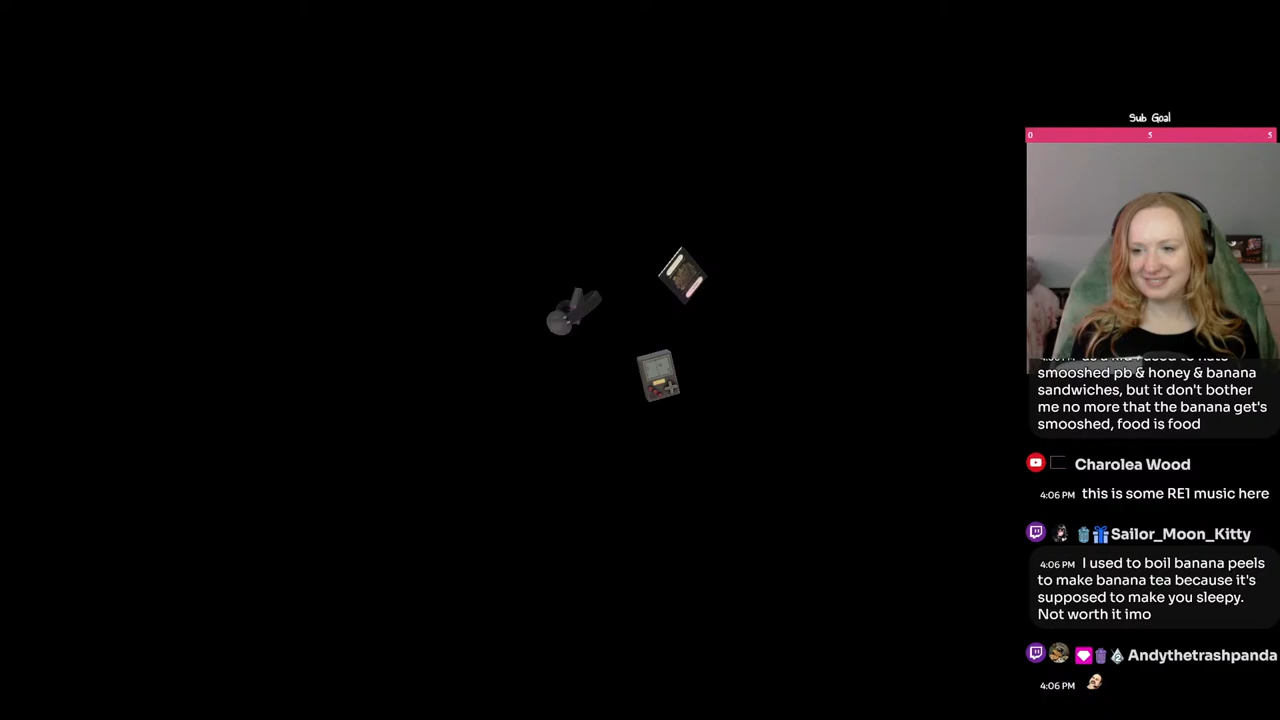 Sub Goal
0 5 5
smooshed pb & honey & banana
sandwiches, but it don't bother
me no more that the banana get's
smooshed, food is food
Charolea Wood
4:06 PM this is some RE1 music here
Sailor_Moon_Kitty
4:06 PM I used to boil banana peels
to make banana tea because it's
supposed to make you sleepy.
Not worth it imo
Andythetrashpanda
4:06 PM